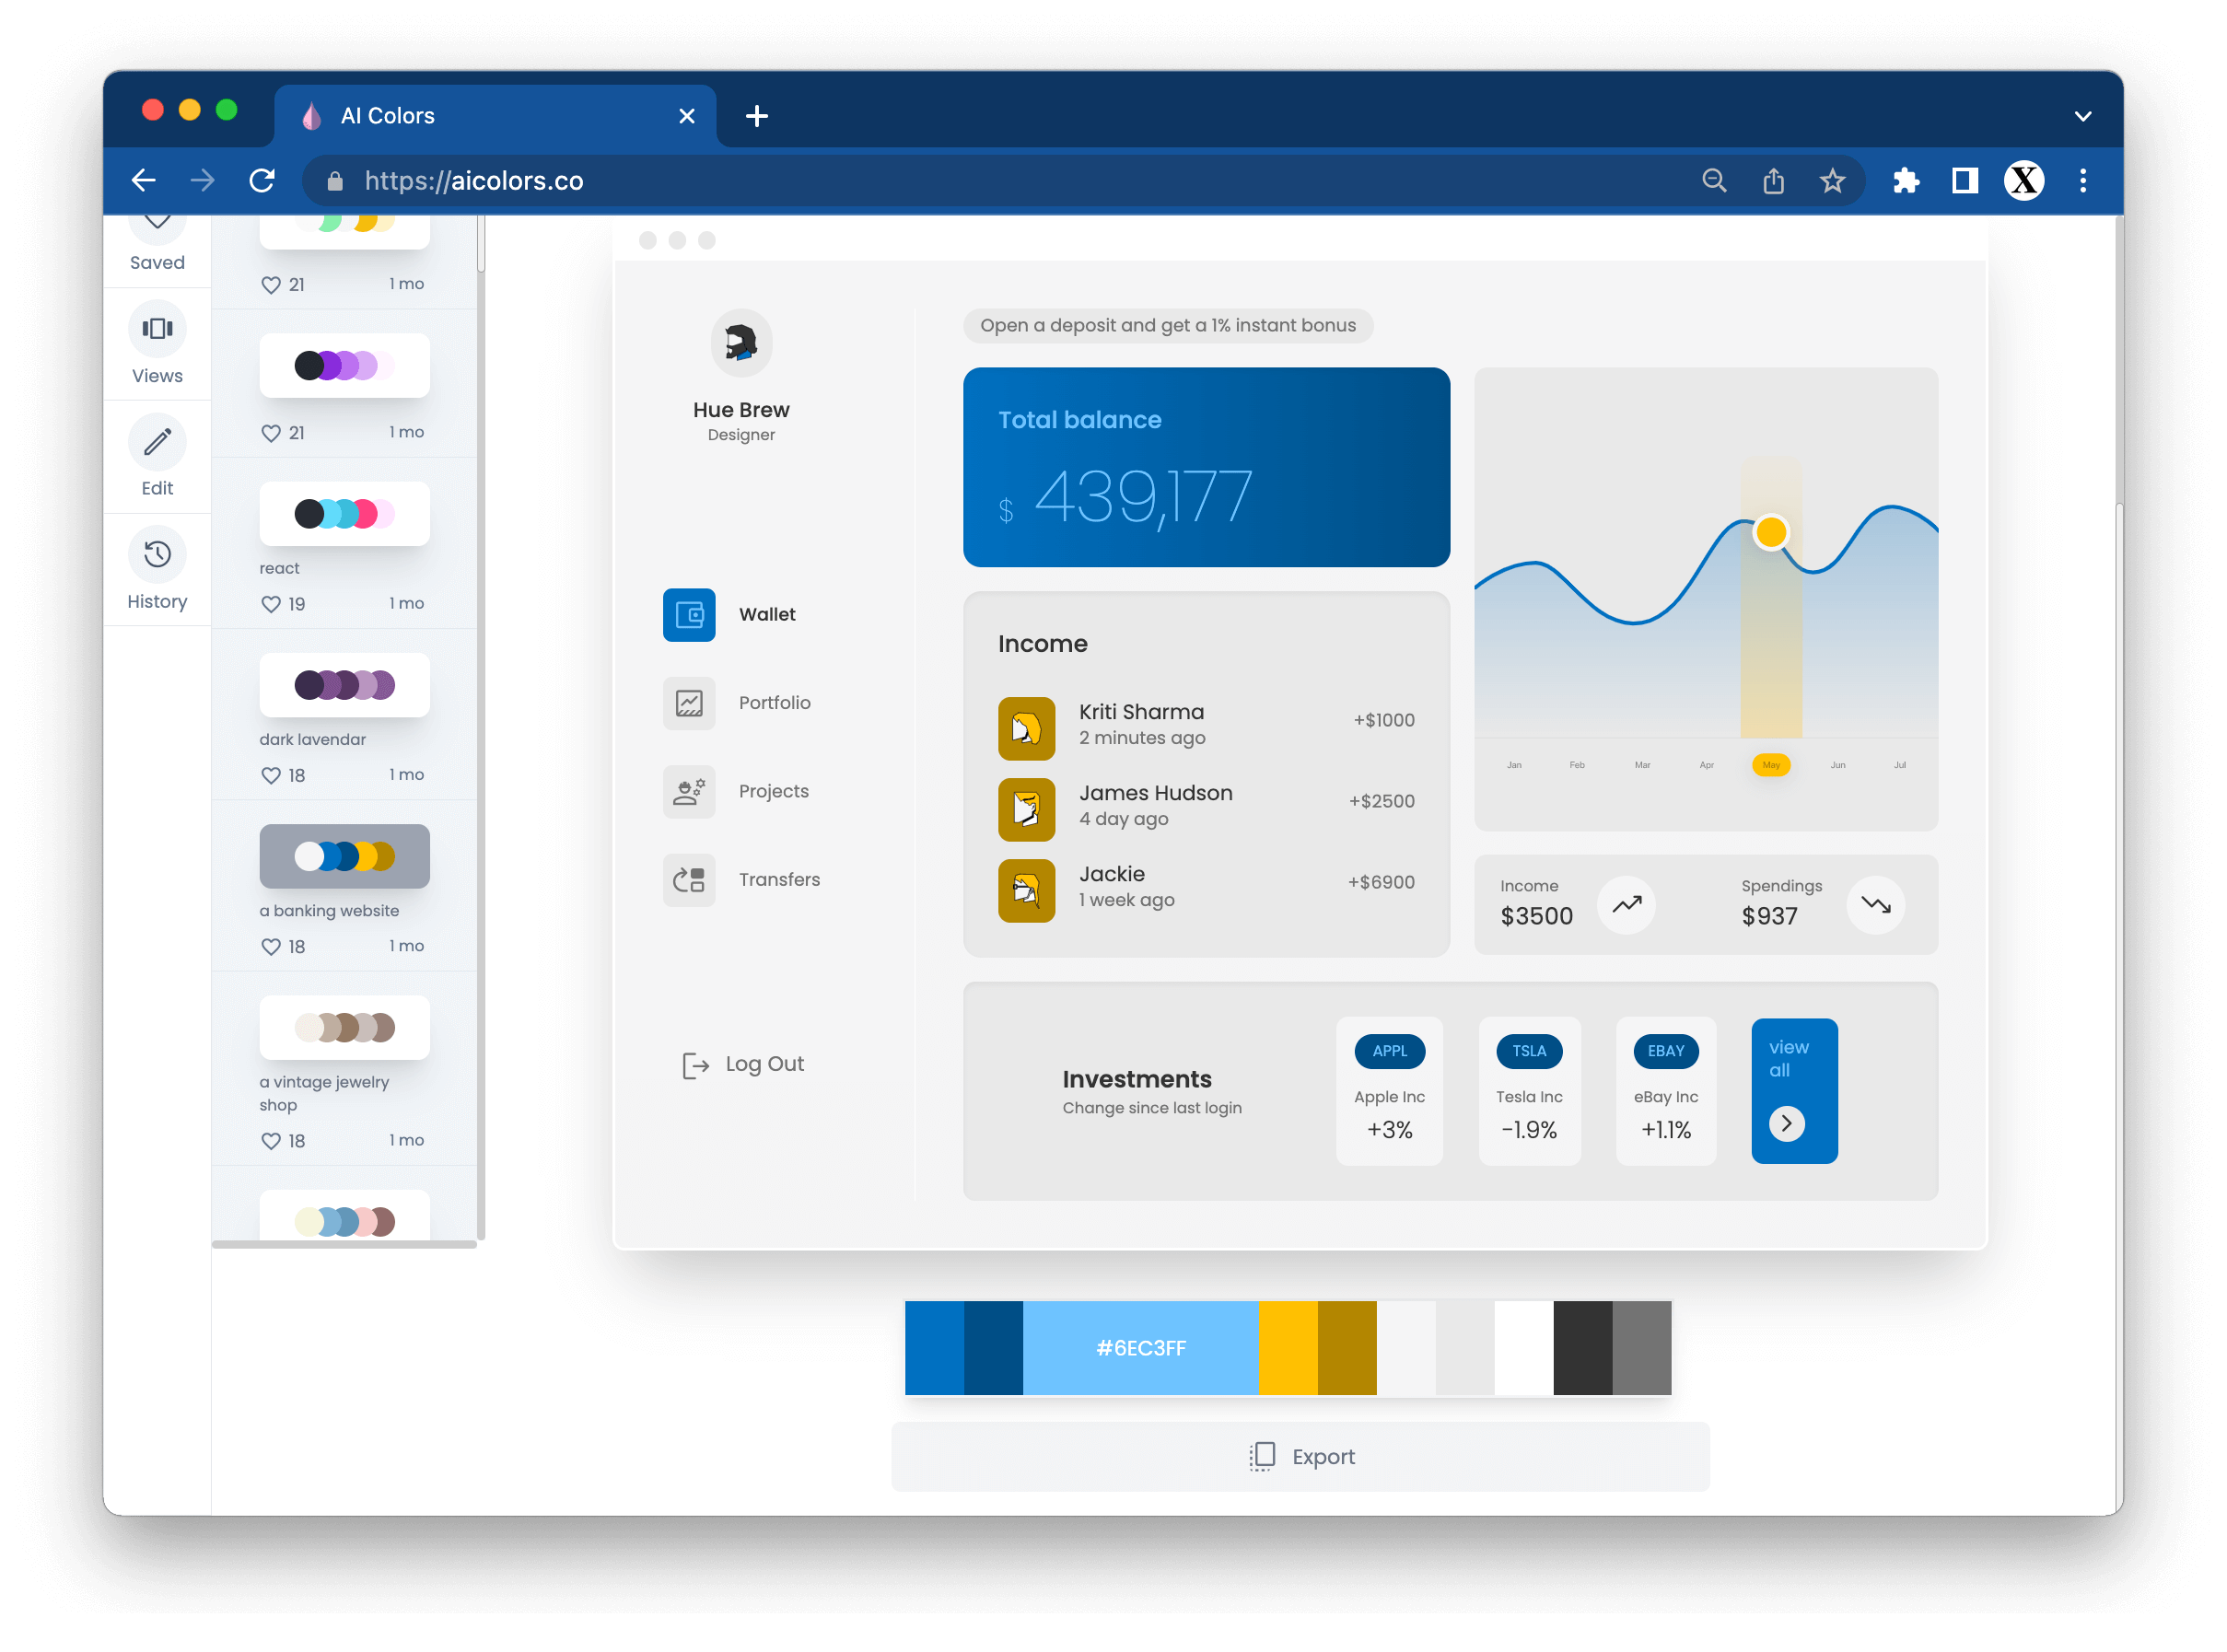 AI Colors
https://aicolors.co
Saved
Views
Edit
History
21
1 mo
21
1 mo
react
19
1 mo
dark lavendar
18
1 mo
a banking website
18
1 mo
a vintage jewelry
shop
18
1 mo
Hue Brew
Designer
Wallet
Portfolio
Projects
Transfers
Log Out
Open a deposit and get a 1% instant bonus
Total balance
$ 439,177
Income
Kriti Sharma
2 minutes ago
+$1000
James Hudson
4 day ago
+$2500
Jackie
1 week ago
+$6900
Jan Feb Mar Apr May Jun Jul
Income
$3500
Spendings
$937
Investments
Change since last login
APPL
Apple Inc
+3%
TSLA
Tesla Inc
-1.9%
EBAY
eBay Inc
+1.1%
view
all
#6EC3FF
Export
X